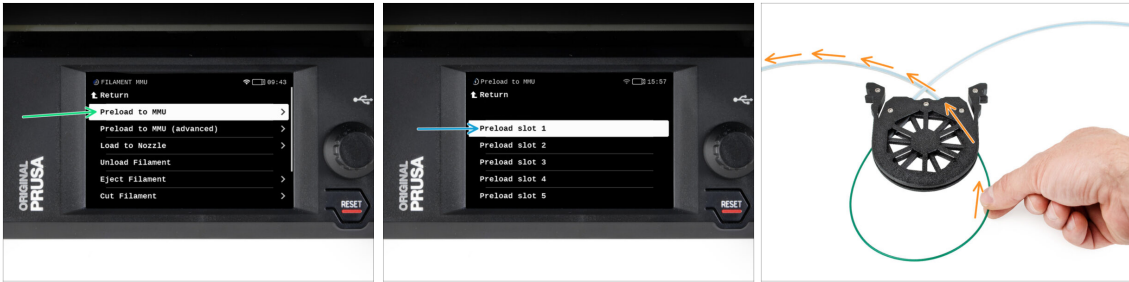 FILAMENT MMU
09:43
Return
Preload to MMU
Preload to MMU (advanced)
Load to Nozzle
Unload Filament
Eject Filament
Cut Filament
ORIGINAL
PRUSA
RESET
Preload to MMU
15:57
Return
Preload slot 1
Preload slot 2
Preload slot 3
Preload slot 4
Preload slot 5
ORIGINAL
PRUSA
RESET